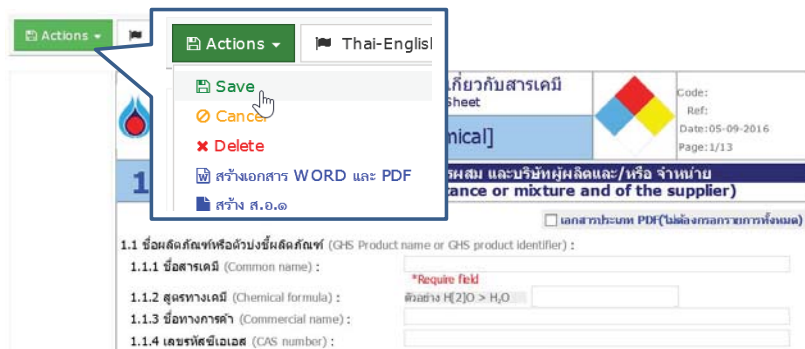 Actions
Actions
Thai-English
Save
Cancel
Delete
สร้างเอกสาร WORD และ PDF
สร้าง ส.อ.๑
เกี่ยวกับสารเคมี
Sheet
mical]
Code:
Ref:
Date:05-09-2016
Page:1/13
1
รผสม และบริษัทผู้ผลิตและ/หรือ จำหน่าย
tance or mixture and of the supplier)
เอกสารประเภท PDF(ไม่ต้องกรอกรายการทั้งหมด)
1.1 ชื่อผลิตภัณฑ์หรือตัวบ่งชี้ผลิตภัณฑ์ (GHS Product name or GHS product identifier) :
1.1.1 ชื่อสารเคมี (Common name) :
*Require field
1.1.2 สูตรทางเคมี (Chemical formula) :
ตัวอย่าง H[2]O > H₂O
1.1.3 ชื่อทางการค้า (Commercial name) :
1.1.4 เลขรหัสซีเอเอส (CAS number) :